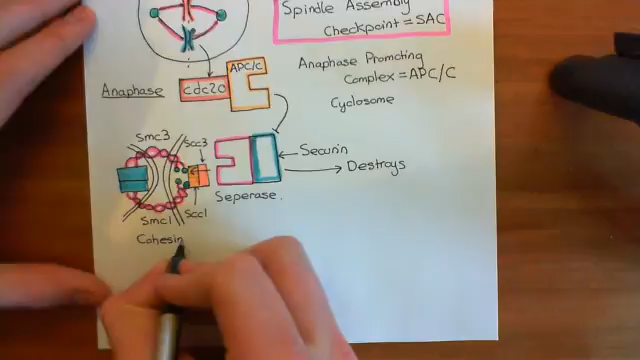 Spindle Assembly
Checkpoint = SAC
Anaphase Promoting
Complex = APC/C
Cyclosome
APC/C
Anaphase
cdc20
Smc3
Scc3
Securin
Destroys
Seperase.
Smc1
Scc1
Cohesin